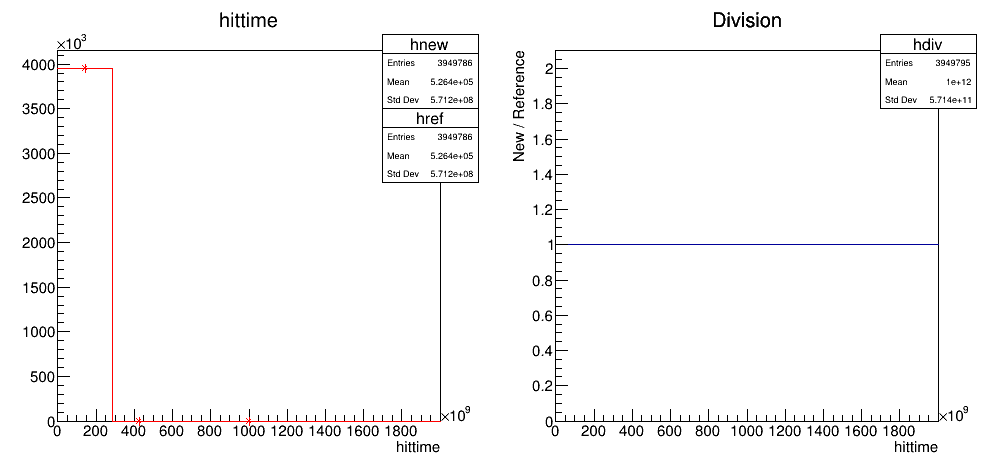 hittime
×10³
4000
3500
3000
2500
2000
1500
1000
500
0
0 200 400 600 800 1000 1200 1400 1600 1800
×10⁹
hittime
hnew
Entries 3949786
Mean 5.264e+05
Std Dev 5.712e+08
href
Entries 3949786
Mean 5.264e+05
Std Dev 5.712e+08
Division
New / Reference
2
1.8
1.6
1.4
1.2
1
0.8
0.6
0.4
0.2
0
0 200 400 600 800 1000 1200 1400 1600 1800
×10⁹
hittime
hdiv
Entries 3949795
Mean 1e+12
Std Dev 5.714e+11